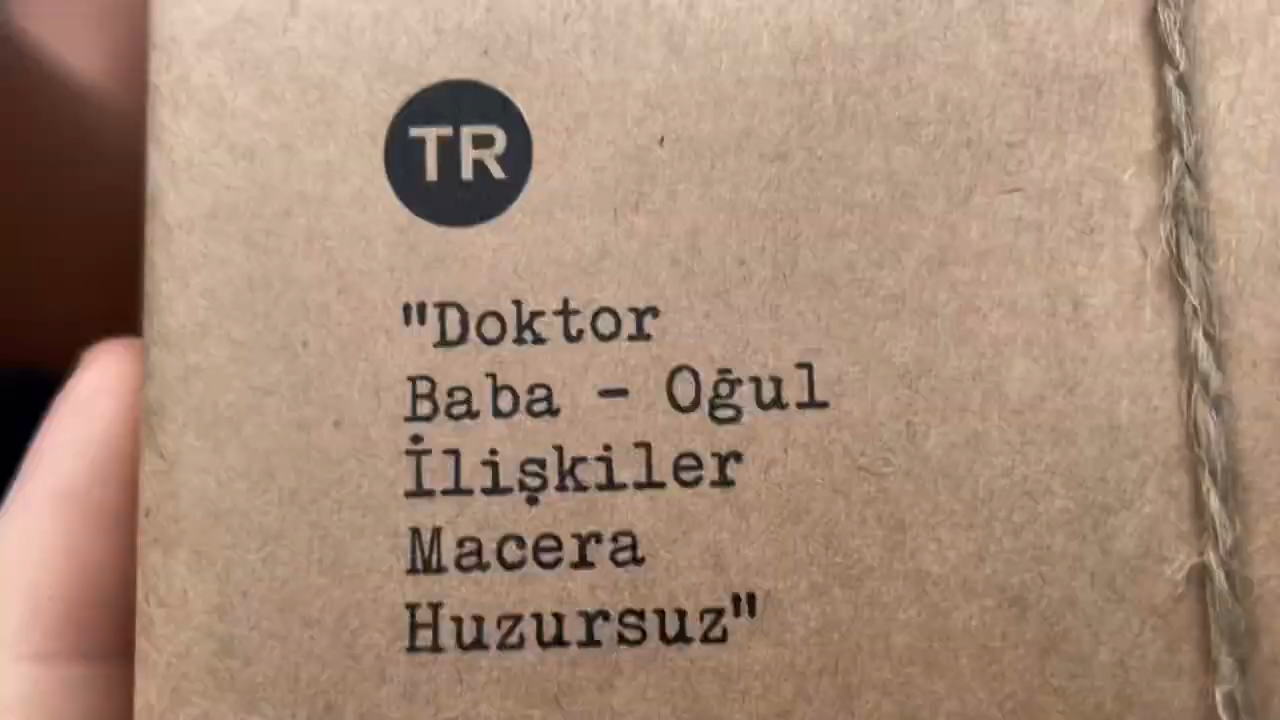 TR
"Doktor
Baba - Oğul
İlişkiler
Macera
Huzursuz"